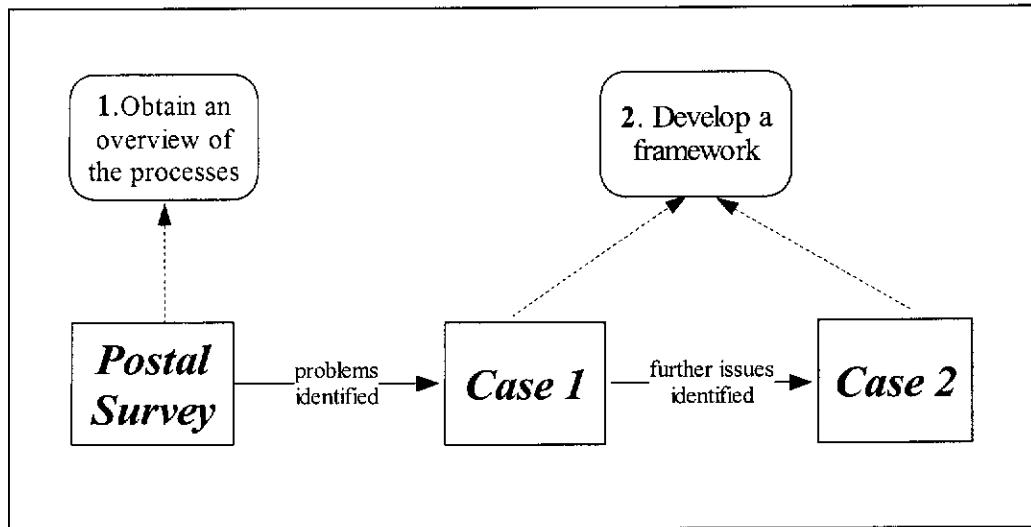 1.Obtain an
overview of
the processes
2. Develop a
framework
Postal
Survey
problems
identified
Case 1
further issues
identified
Case 2